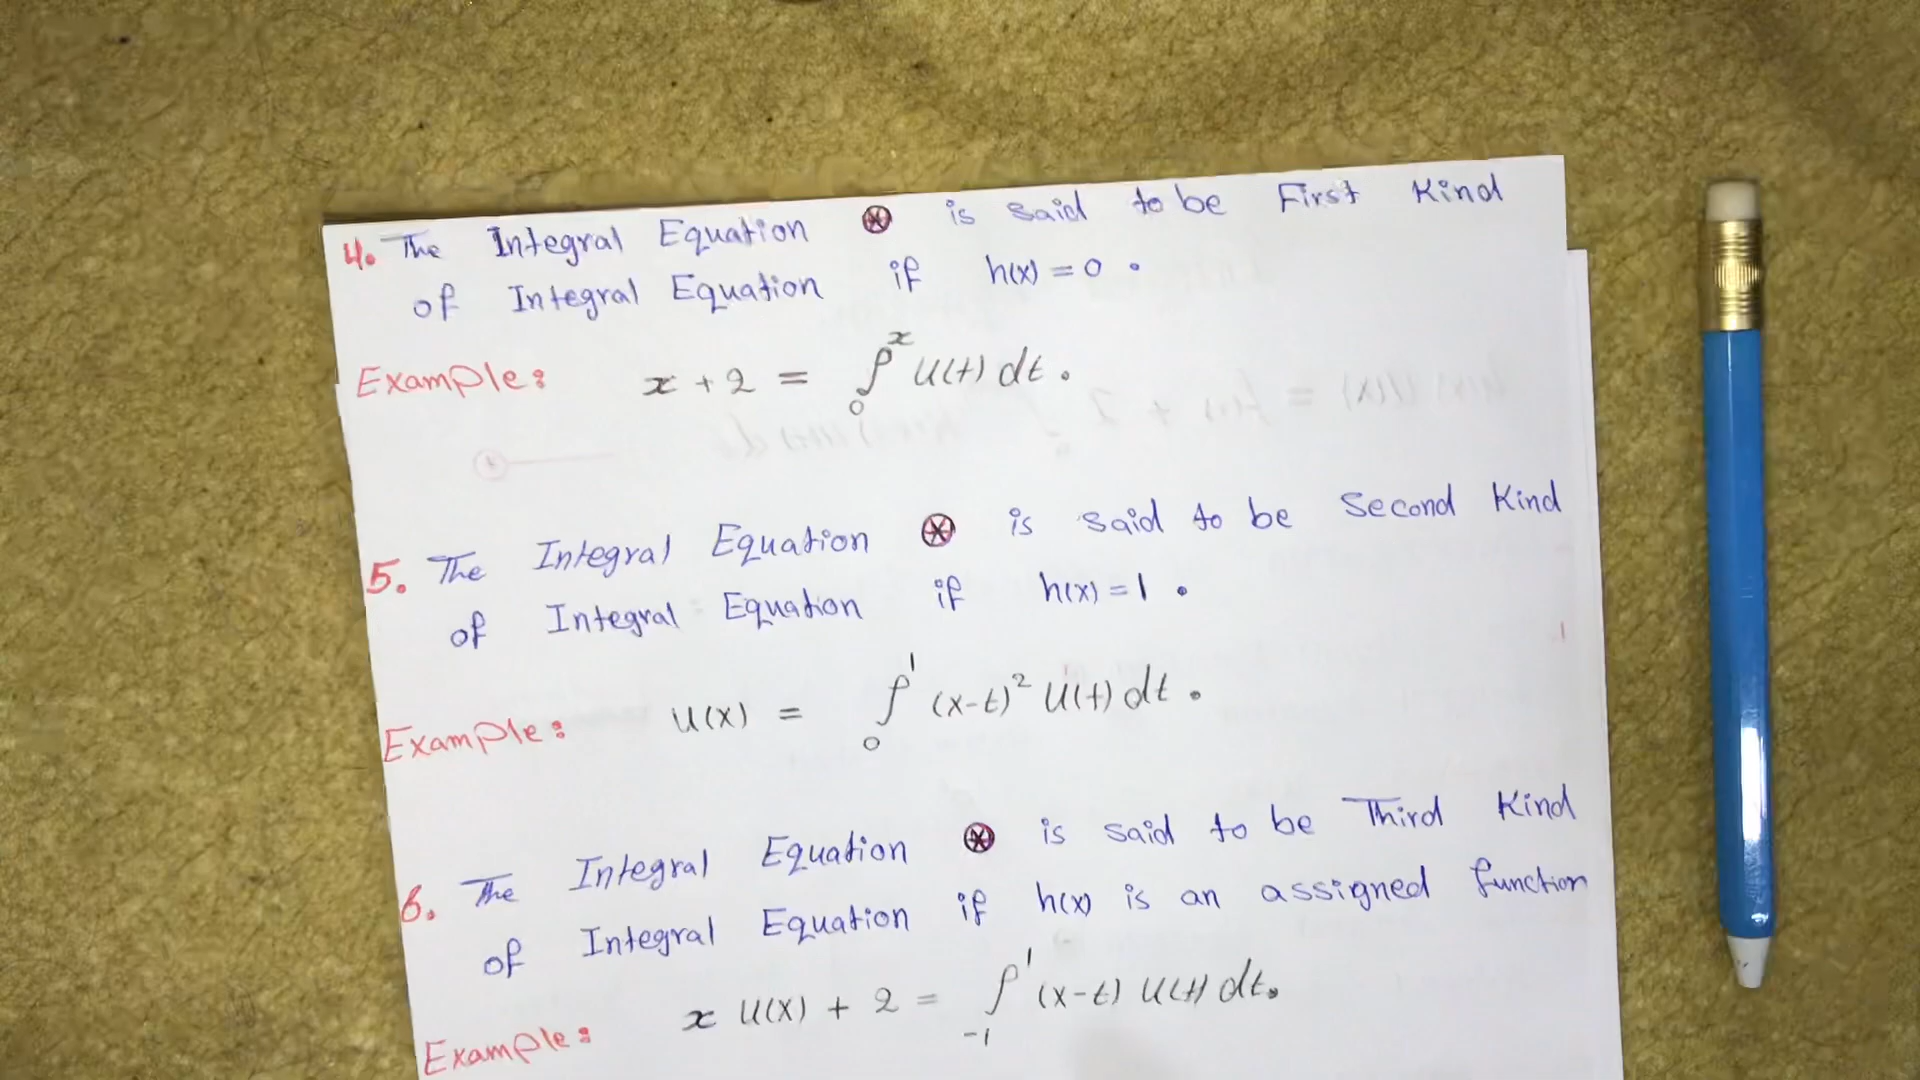 4. The Integral Equation ⊛ is said to be First Kind
of Integral Equation if h(x) = 0 .
Example: x + 2 = ∫₀ˣ u(t) dt .
5. The Integral Equation ⊛ is said to be Second Kind
of Integral Equation if h(x) = 1 .
Example: u(x) = ∫₀¹ (x-t)² u(t) dt .
6. The Integral Equation ⊛ is said to be Third Kind
of Integral Equation if h(x) is an assigned function
Example: x u(x) + 2 = ∫₋₁¹ (x-t) u(t) dt.